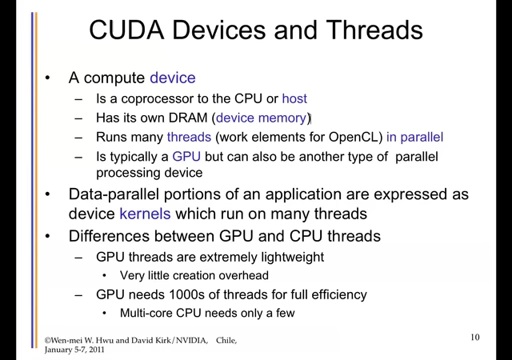 CUDA Devices and Threads
• A compute device
– Is a coprocessor to the CPU or host
– Has its own DRAM (device memory)
– Runs many threads (work elements for OpenCL) in parallel
– Is typically a GPU but can also be another type of parallel
processing device
• Data-parallel portions of an application are expressed as
device kernels which run on many threads
• Differences between GPU and CPU threads
– GPU threads are extremely lightweight
• Very little creation overhead
– GPU needs 1000s of threads for full efficiency
• Multi-core CPU needs only a few
©Wen-mei W. Hwu and David Kirk/NVIDIA, Chile,
January 5-7, 2011
10